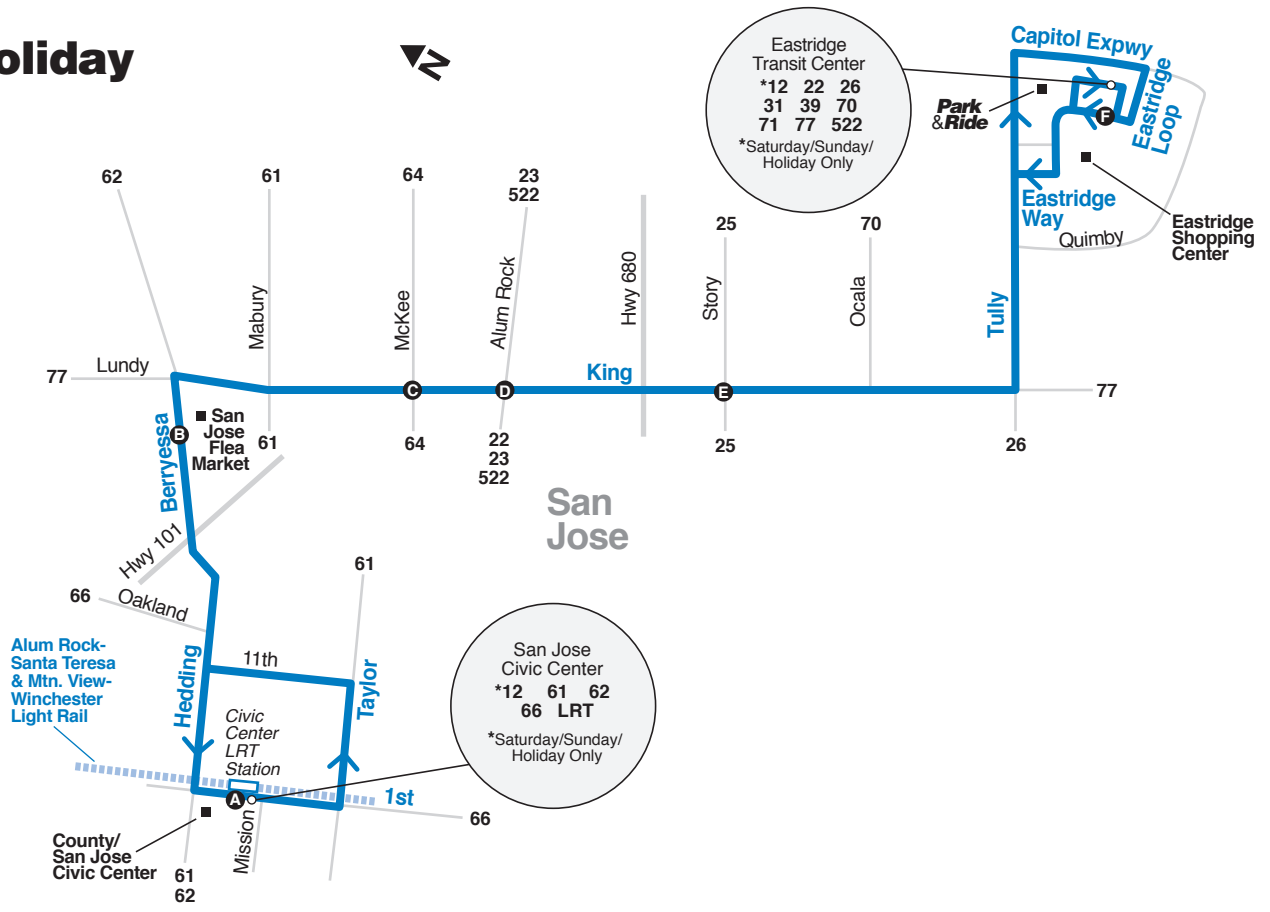 oliday
N
Eastridge
Transit Center
*12 22 26
31 39 70
71 77 522
*Saturday/Sunday/
Holiday Only
Capitol Expwy
Park
&Ride
F
Eastridge
Loop
Eastridge
Way
Quimby
Eastridge
Shopping
Center
62
61
64
23
522
25
70
Mabury
McKee
Alum Rock
Hwy 680
Story
Ocala
Tully
77
Lundy
King
C
D
E
77
B
San
Jose
Flea
Market
61
64
22
23
522
25
26
Berryessa
Hwy 101
San
Jose
66
Oakland
61
Alum Rock-
Santa Teresa
& Mtn. View-
Winchester
Light Rail
Hedding
11th
Taylor
Civic
Center
LRT
Station
San Jose
Civic Center
*12 61 62
66 LRT
*Saturday/Sunday/
Holiday Only
A
1st
66
Mission
County/
San Jose
Civic Center
61
62